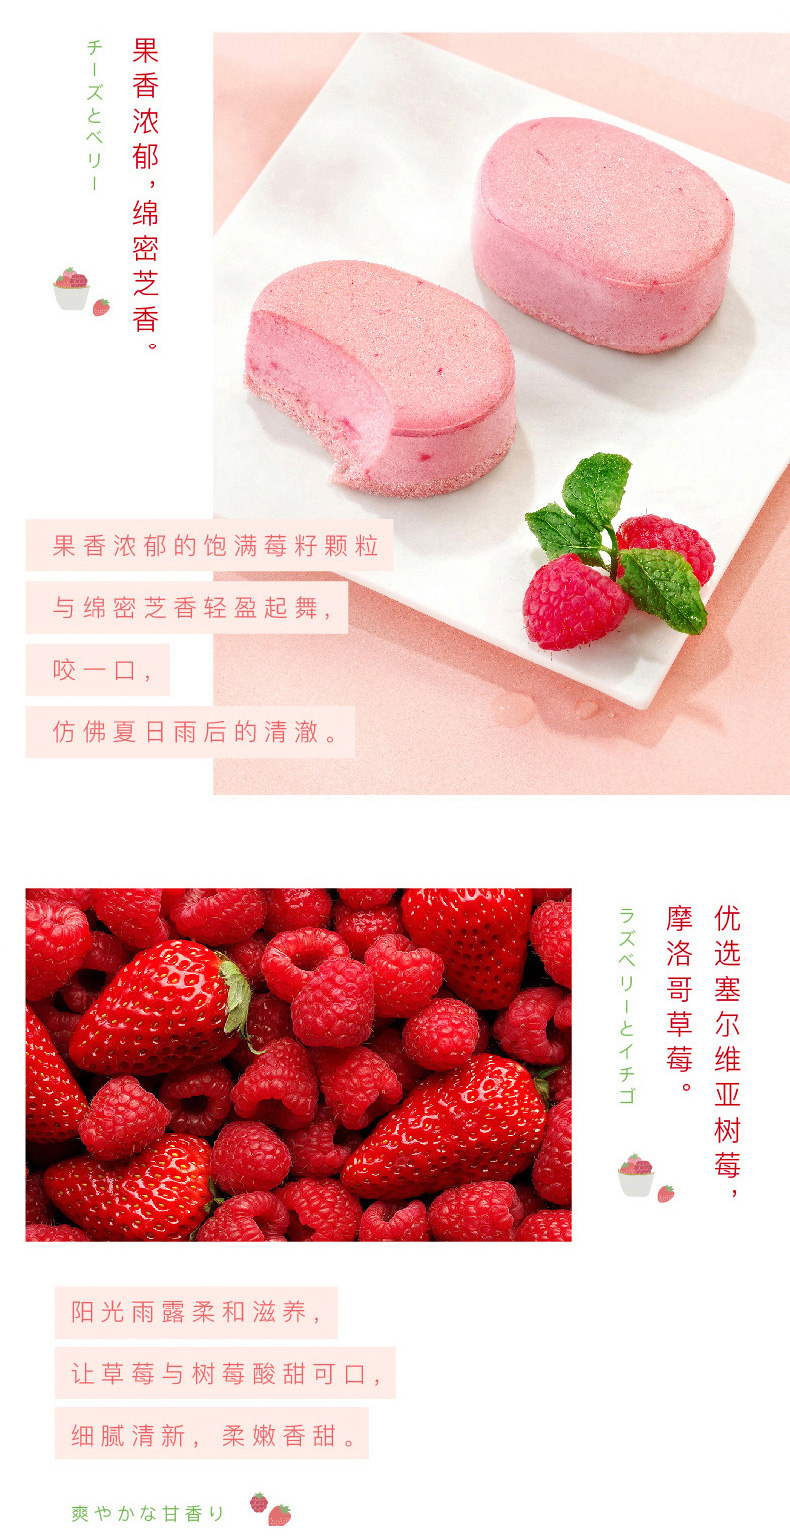 果香浓郁，绵密芝香。
チーズとベリー
果香浓郁的饱满莓籽颗粒
与绵密芝香轻盈起舞，
咬一口，
仿佛夏日雨后的清澈。
优选塞尔维亚树莓，
摩洛哥草莓。
ラズベリーとイチゴ
阳光雨露柔和滋养，
让草莓与树莓酸甜可口，
细腻清新，柔嫩香甜。
爽やかな甘香り